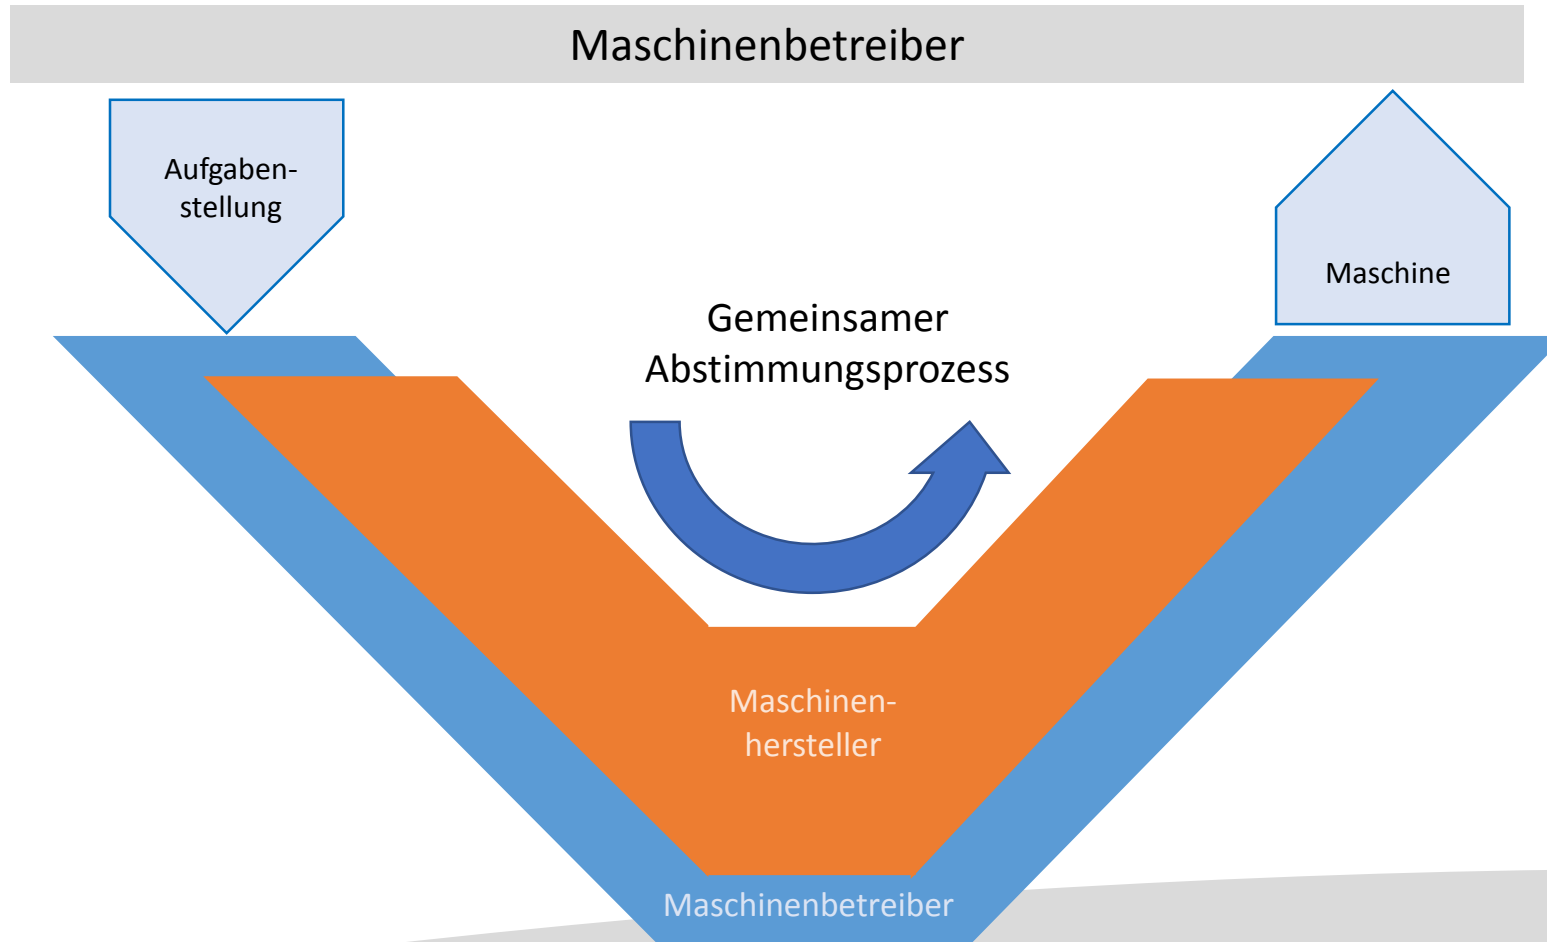 Maschinenbetreiber
Aufgaben-
stellung
Maschine
Gemeinsamer
Abstimmungsprozess
Maschinen-
hersteller
Maschinenbetreiber